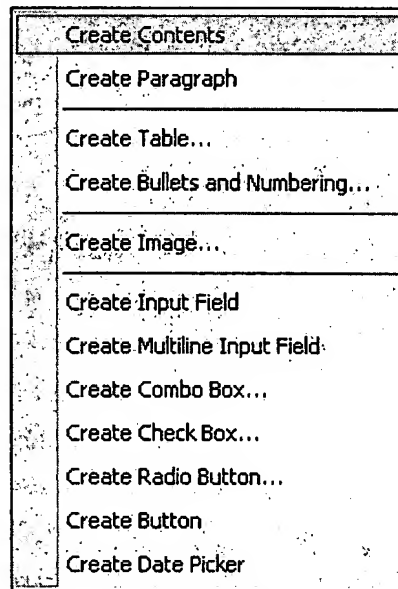 Create Contents
Create Paragraph
Create Table...
Create Bullets and Numbering...
Create Image...
Create Input Field
Create Multiline Input Field
Create Combo Box...
Create Check Box...
Create Radio Button...
Create Button
Create Date Picker